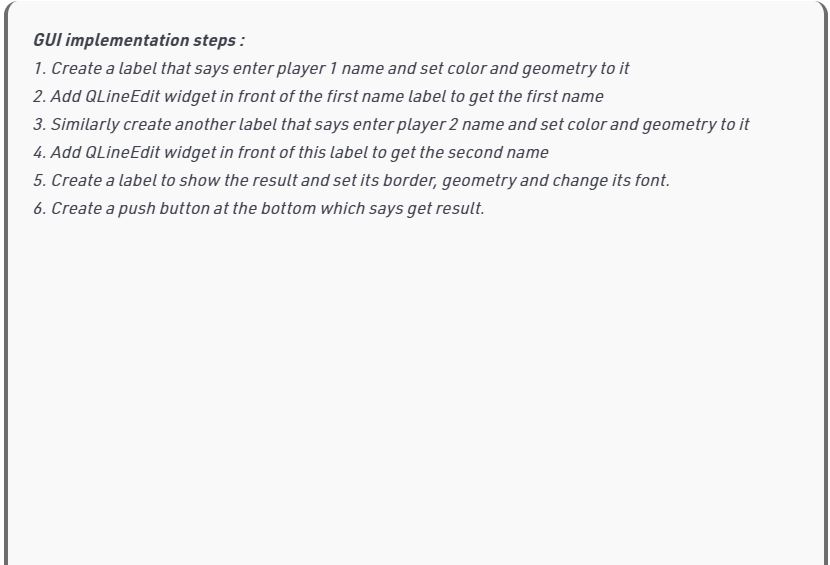 GUI implementation steps :
1. Create a label that says enter player 1 name and set color and geometry to it
2. Add QLineEdit widget in front of the first name label to get the first name
3. Similarly create another label that says enter player 2 name and set color and geometry to it
4. Add QLineEdit widget in front of this label to get the second name
5. Create a label to show the result and set its border, geometry and change its font.
6. Create a push button at the bottom which says get result.